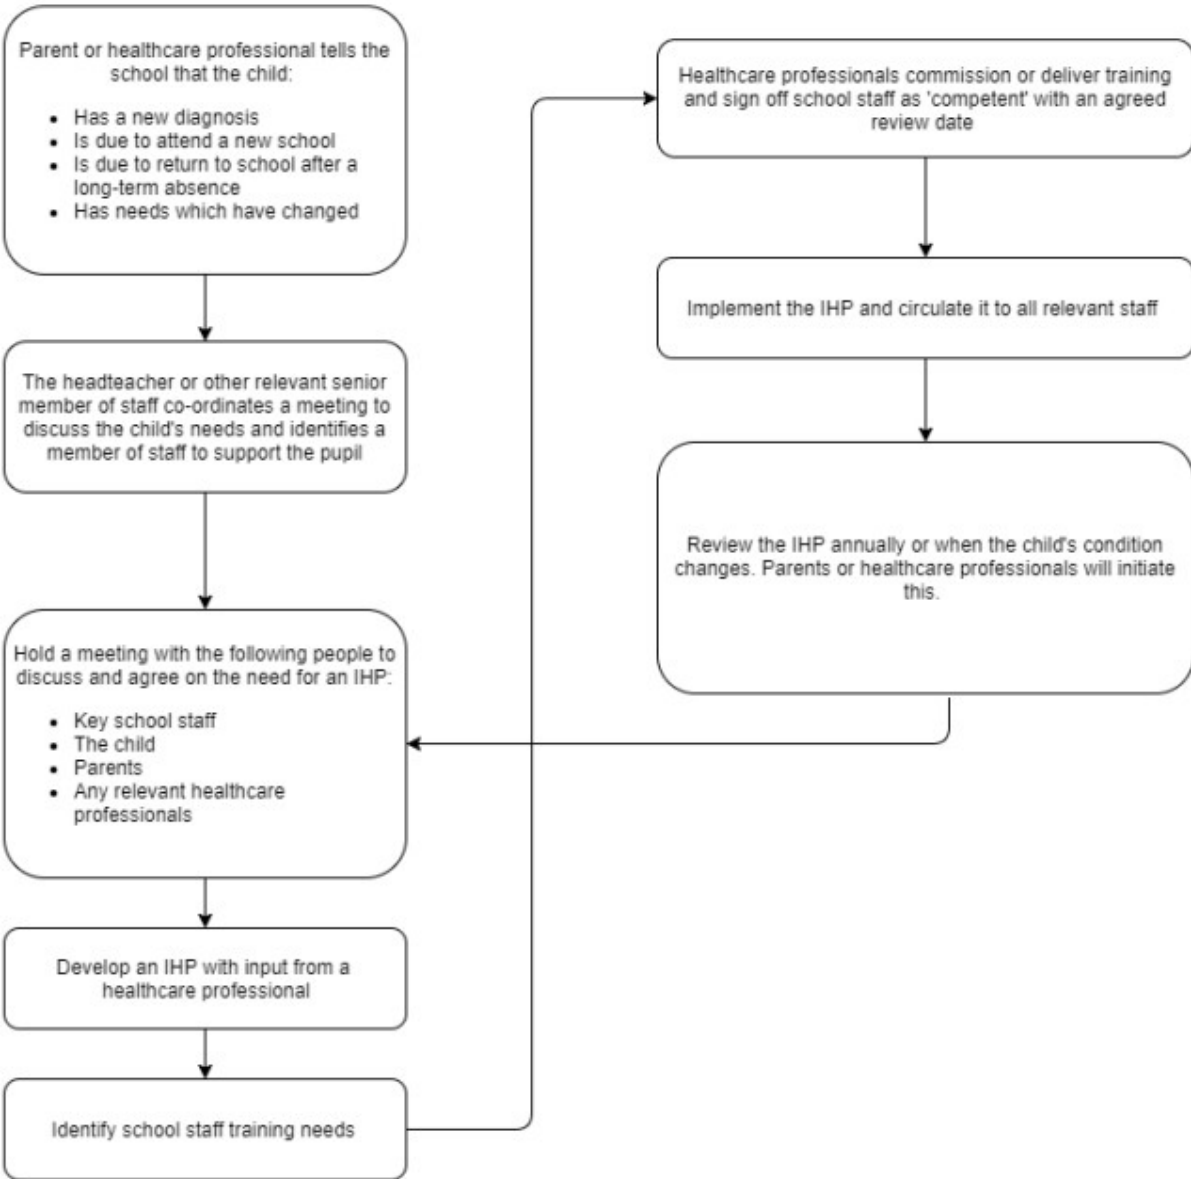 Parent or healthcare professional tells the
school that the child:
• Has a new diagnosis
• Is due to attend a new school
• Is due to return to school after a
long-term absence
• Has needs which have changed
The headteacher or other relevant senior
member of staff co-ordinates a meeting to
discuss the child's needs and identifies a
member of staff to support the pupil
Hold a meeting with the following people to
discuss and agree on the need for an IHP:
• Key school staff
• The child
• Parents
• Any relevant healthcare
professionals
Develop an IHP with input from a
healthcare professional
Identify school staff training needs
Healthcare professionals commission or deliver training
and sign off school staff as 'competent' with an agreed
review date
Implement the IHP and circulate it to all relevant staff
Review the IHP annually or when the child's condition
changes. Parents or healthcare professionals will initiate
this.